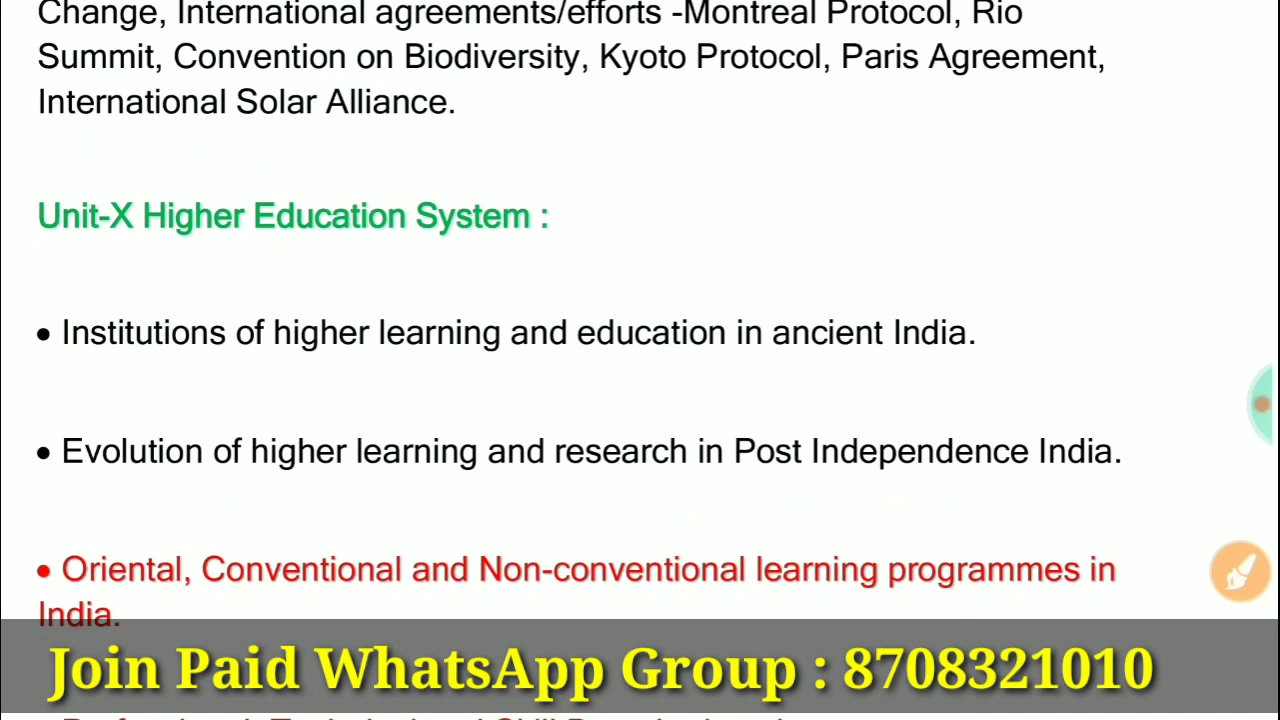 Change, International agreements/efforts -Montreal Protocol, Rio
Summit, Convention on Biodiversity, Kyoto Protocol, Paris Agreement,
International Solar Alliance.
Unit-X Higher Education System :
• Institutions of higher learning and education in ancient India.
• Evolution of higher learning and research in Post Independence India.
• Oriental, Conventional and Non-conventional learning programmes in
India.
Join Paid WhatsApp Group : 8708321010